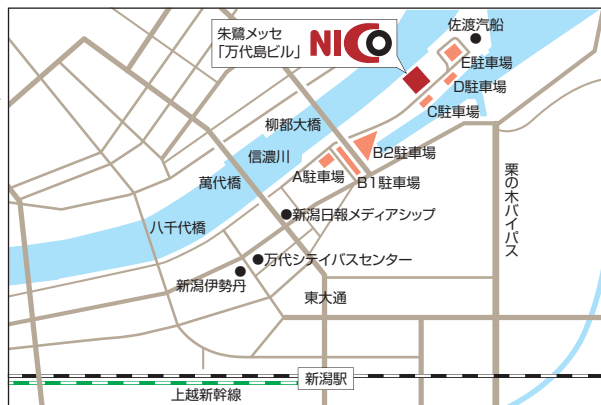 朱鷺メッセ
「万代島ビル」
NICO
佐渡汽船
E駐車場
D駐車場
C駐車場
柳都大橋
信濃川
B2駐車場
A駐車場
B1駐車場
萬代橋
栗の木バイパス
八千代橋
新潟日報メディアシップ
万代シテイバスセンター
新潟伊勢丹
東大通
新潟駅
上越新幹線